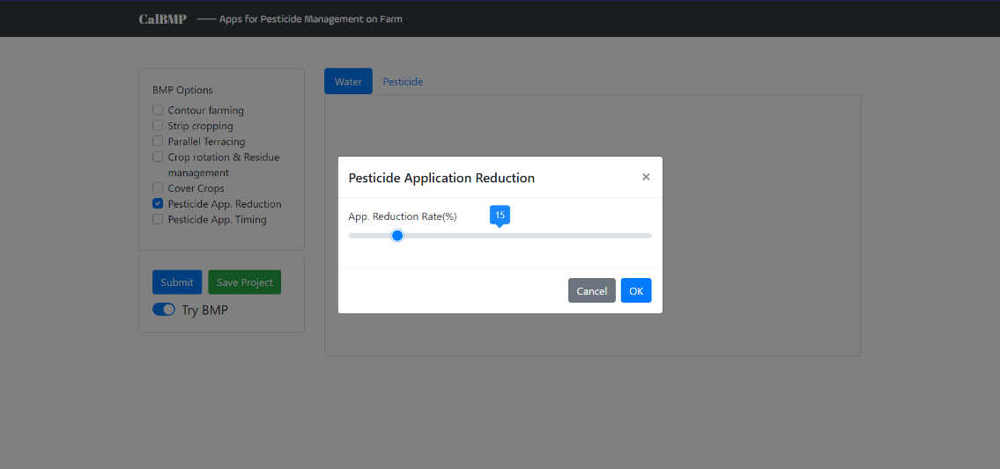 CalBMP —— Apps for Pesticide Management on Farm
BMP Options
Contour farming
Strip cropping
Parallel Terracing
Crop rotation & Residue
management
Cover Crops
Pesticide App. Reduction
Pesticide App. Timing
Submit Save Project
Try BMP
Water Pesticide
Pesticide Application Reduction ×
App. Reduction Rate(%) 15
Cancel OK